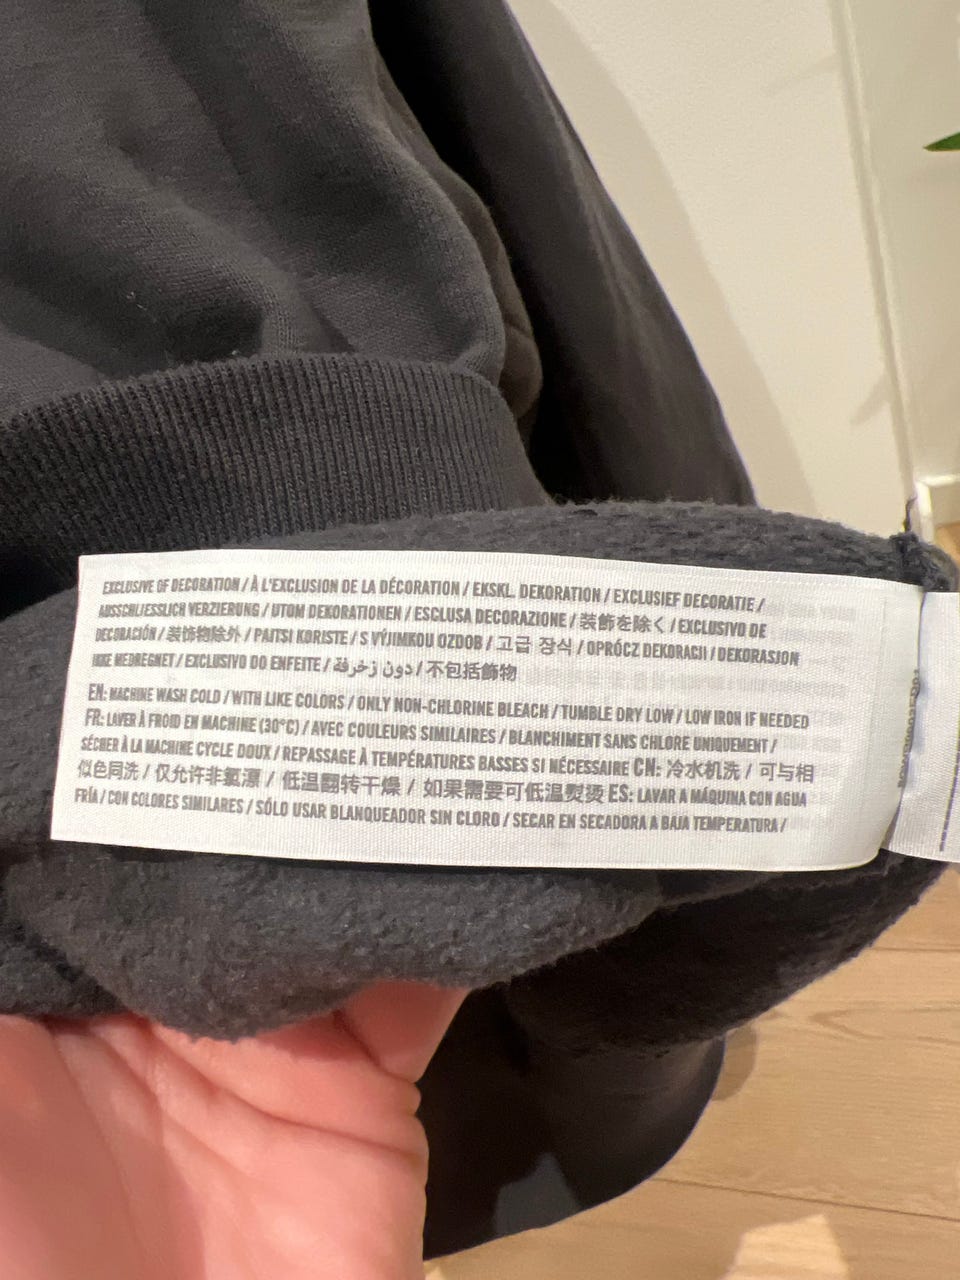 EXCLUSIVE OF DECORATION / À L'EXCLUSION DE LA DÉCORATION / EKSKL. DEKORATION / EXCLUSIEF DECORATIE /
AUSSCHLIESSLICH VERZIERUNG / UTOM DEKORATIONEN / ESCLUSA DECORAZIONE / 装飾を除く / EXCLUSIVO DE
DECORACIÓN / 装饰物除外 / PAITSI KORISTE / S VÝJIMKOU OZDOB / 고급 장식 / OPRÓCZ DEKORACJI / DEKORASJON
IKKE MEDREGNET / EXCLUSIVO DO ENFEITE / دون زخرفة / 不包括飾物
EN: MACHINE WASH COLD / WITH LIKE COLORS / ONLY NON-CHLORINE BLEACH / TUMBLE DRY LOW / LOW IRON IF NEEDED
FR: LAVER À FROID EN MACHINE (30°C) / AVEC COULEURS SIMILAIRES / BLANCHIMENT SANS CHLORE UNIQUEMENT /
SÉCHER À LA MACHINE CYCLE DOUX / REPASSAGE À TEMPÉRATURES BASSES SI NÉCESSAIRE CN: 冷水机洗 / 可与相
似色同洗 / 仅允许非氯漂 / 低温翻转干燥 / 如果需要可低温熨烫 ES: LAVAR A MÁQUINA CON AGUA
FRÍA / CON COLORES SIMILARES / SÓLO USAR BLANQUEADOR SIN CLORO / SECAR EN SECADORA A BAJA TEMPERATURA /